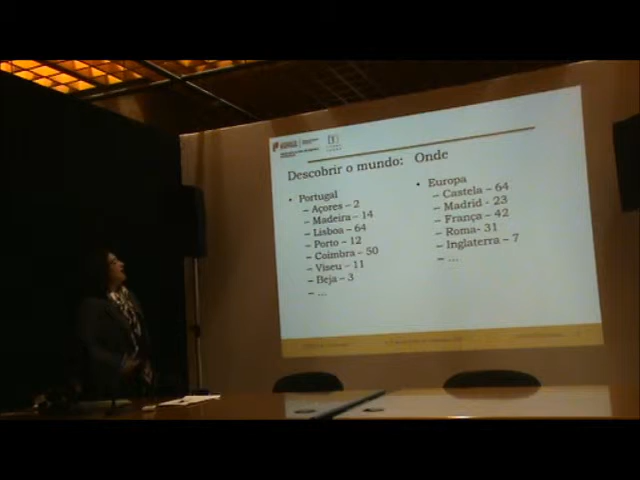 Descobrir o mundo: Onde
• Portugal
– Açores – 2
– Madeira – 14
– Lisboa – 64
– Porto – 12
– Coimbra – 50
– Viseu – 11
– Beja – 3
– ...
• Europa
– Castela – 64
– Madrid - 23
– França – 42
– Roma- 31
– Inglaterra – 7
– ...